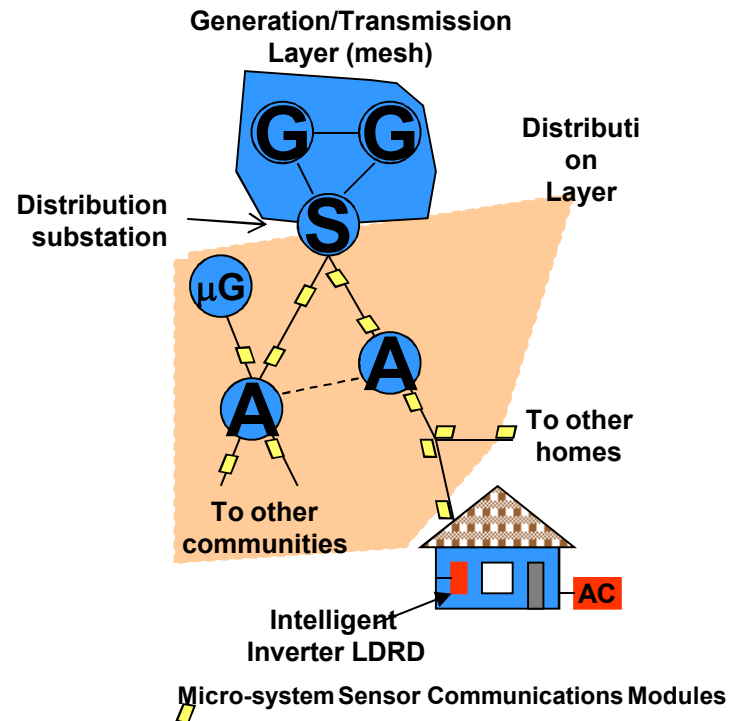 Generation/Transmission
Layer (mesh)
G G
Distributi
on
Layer
Distribution
substation
S
μG
A
A
To other
homes
To other
communities
AC
Intelligent
Inverter LDRD
Micro-system Sensor Communications Modules